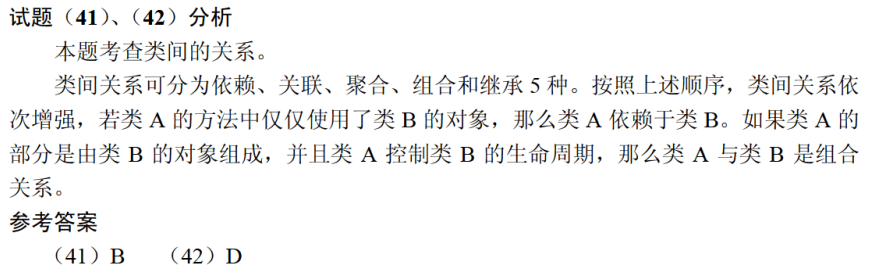 试题（41）、（42）分析
本题考查类间的关系。
类间关系可分为依赖、关联、聚合、组合和继承 5 种。按照上述顺序，类间关系依
次增强，若类 A 的方法中仅仅使用了类 B 的对象，那么类 A 依赖于类 B。如果类 A 的
部分是由类 B 的对象组成，并且类 A 控制类 B 的生命周期，那么类 A 与类 B 是组合
关系。
参考答案
（41）B （42）D